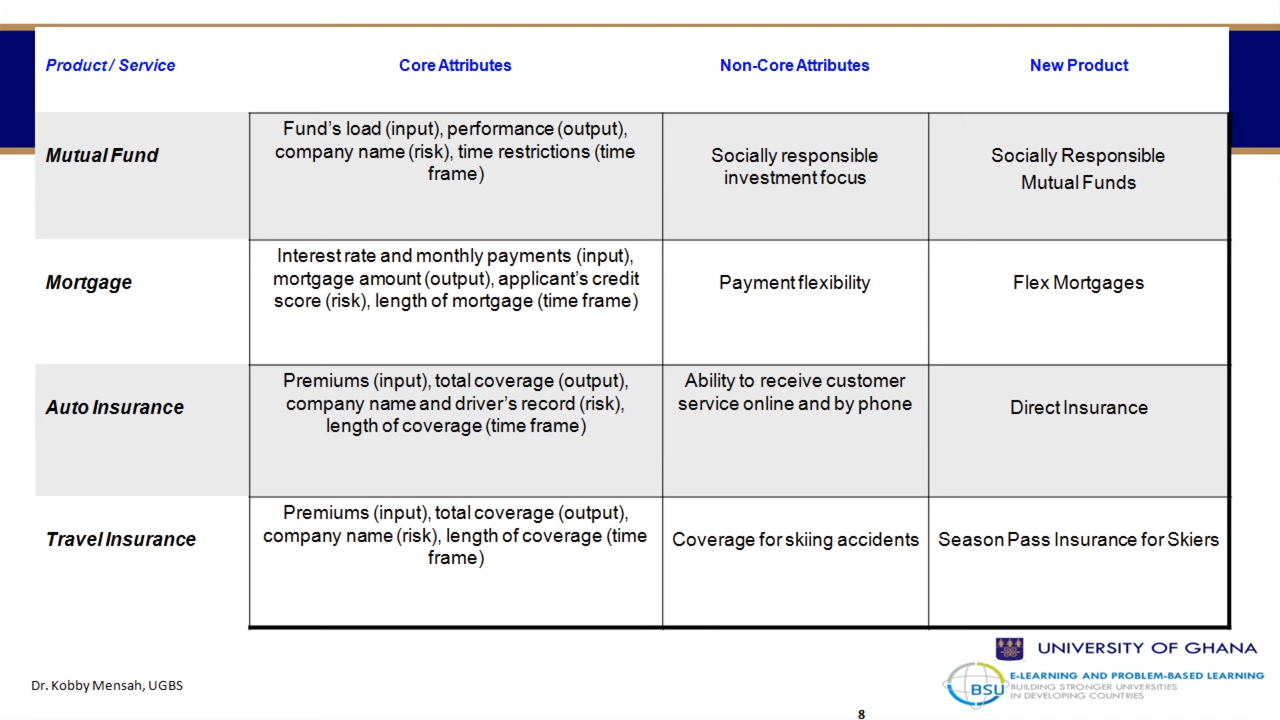 Product / Service
Core Attributes
Non-Core Attributes
New Product
Mutual Fund
Fund’s load (input), performance (output),
company name (risk), time restrictions (time
frame)
Socially responsible
investment focus
Socially Responsible
Mutual Funds
Mortgage
Interest rate and monthly payments (input),
mortgage amount (output), applicant’s credit
score (risk), length of mortgage (time frame)
Payment flexibility
Flex Mortgages
Auto Insurance
Premiums (input), total coverage (output),
company name and driver’s record (risk),
length of coverage (time frame)
Ability to receive customer
service online and by phone
Direct Insurance
Travel Insurance
Premiums (input), total coverage (output),
company name (risk), length of coverage (time
frame)
Coverage for skiing accidents
Season Pass Insurance for Skiers
UNIVERSITY OF GHANA
BSU
E-LEARNING AND PROBLEM-BASED LEARNING
BUILDING STRONGER UNIVERSITIES
IN DEVELOPING COUNTRIES
Dr. Kobby Mensah, UGBS
8